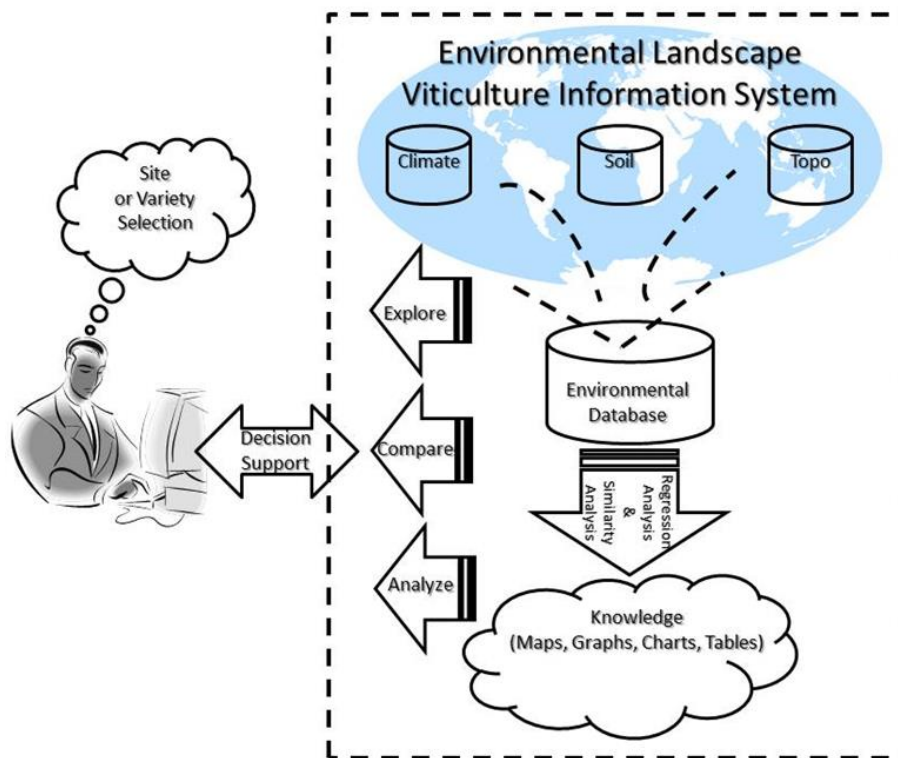 Environmental Landscape
Viticulture Information System
Climate
Soil
Topo
Site
or Variety
Selection
Explore
Environmental
Database
Decision
Support
Compare
Regression
Analysis
&
Similarity
Analysis
Analyze
Knowledge
(Maps, Graphs, Charts, Tables)